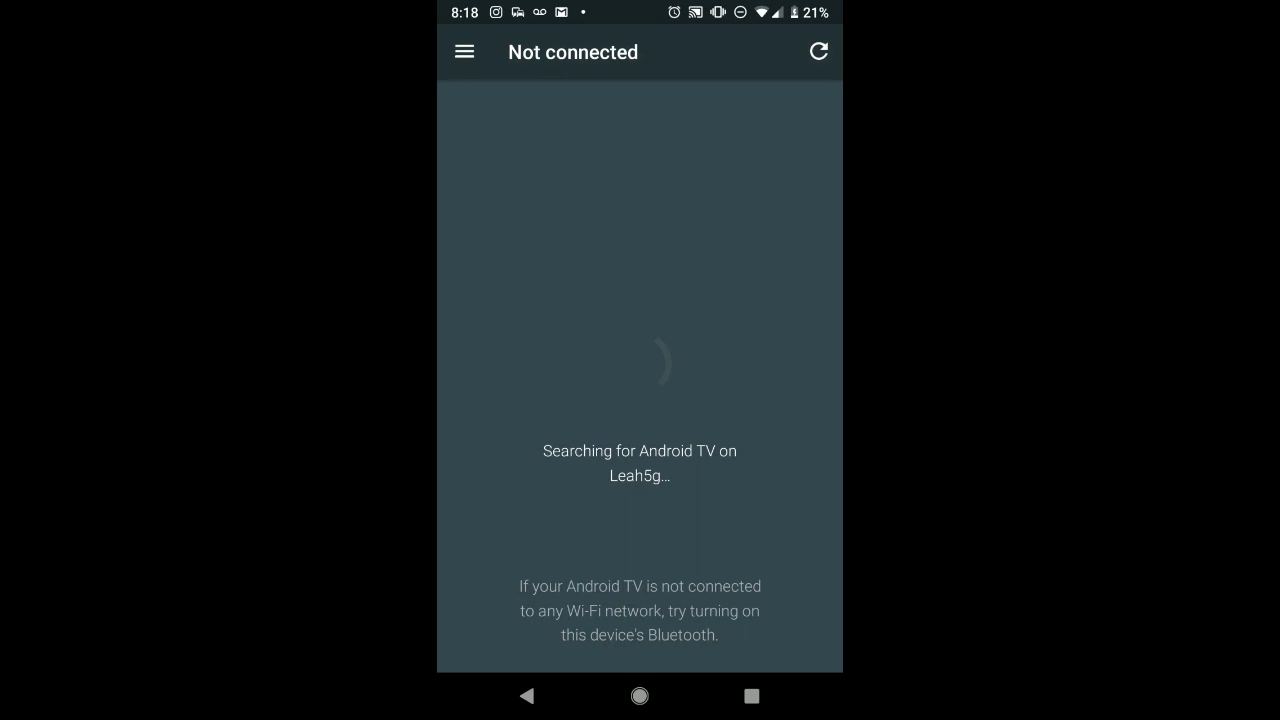 8:18 21%
Not connected
Searching for Android TV on
Leah5g...
If your Android TV is not connected
to any Wi-Fi network, try turning on
this device's Bluetooth.